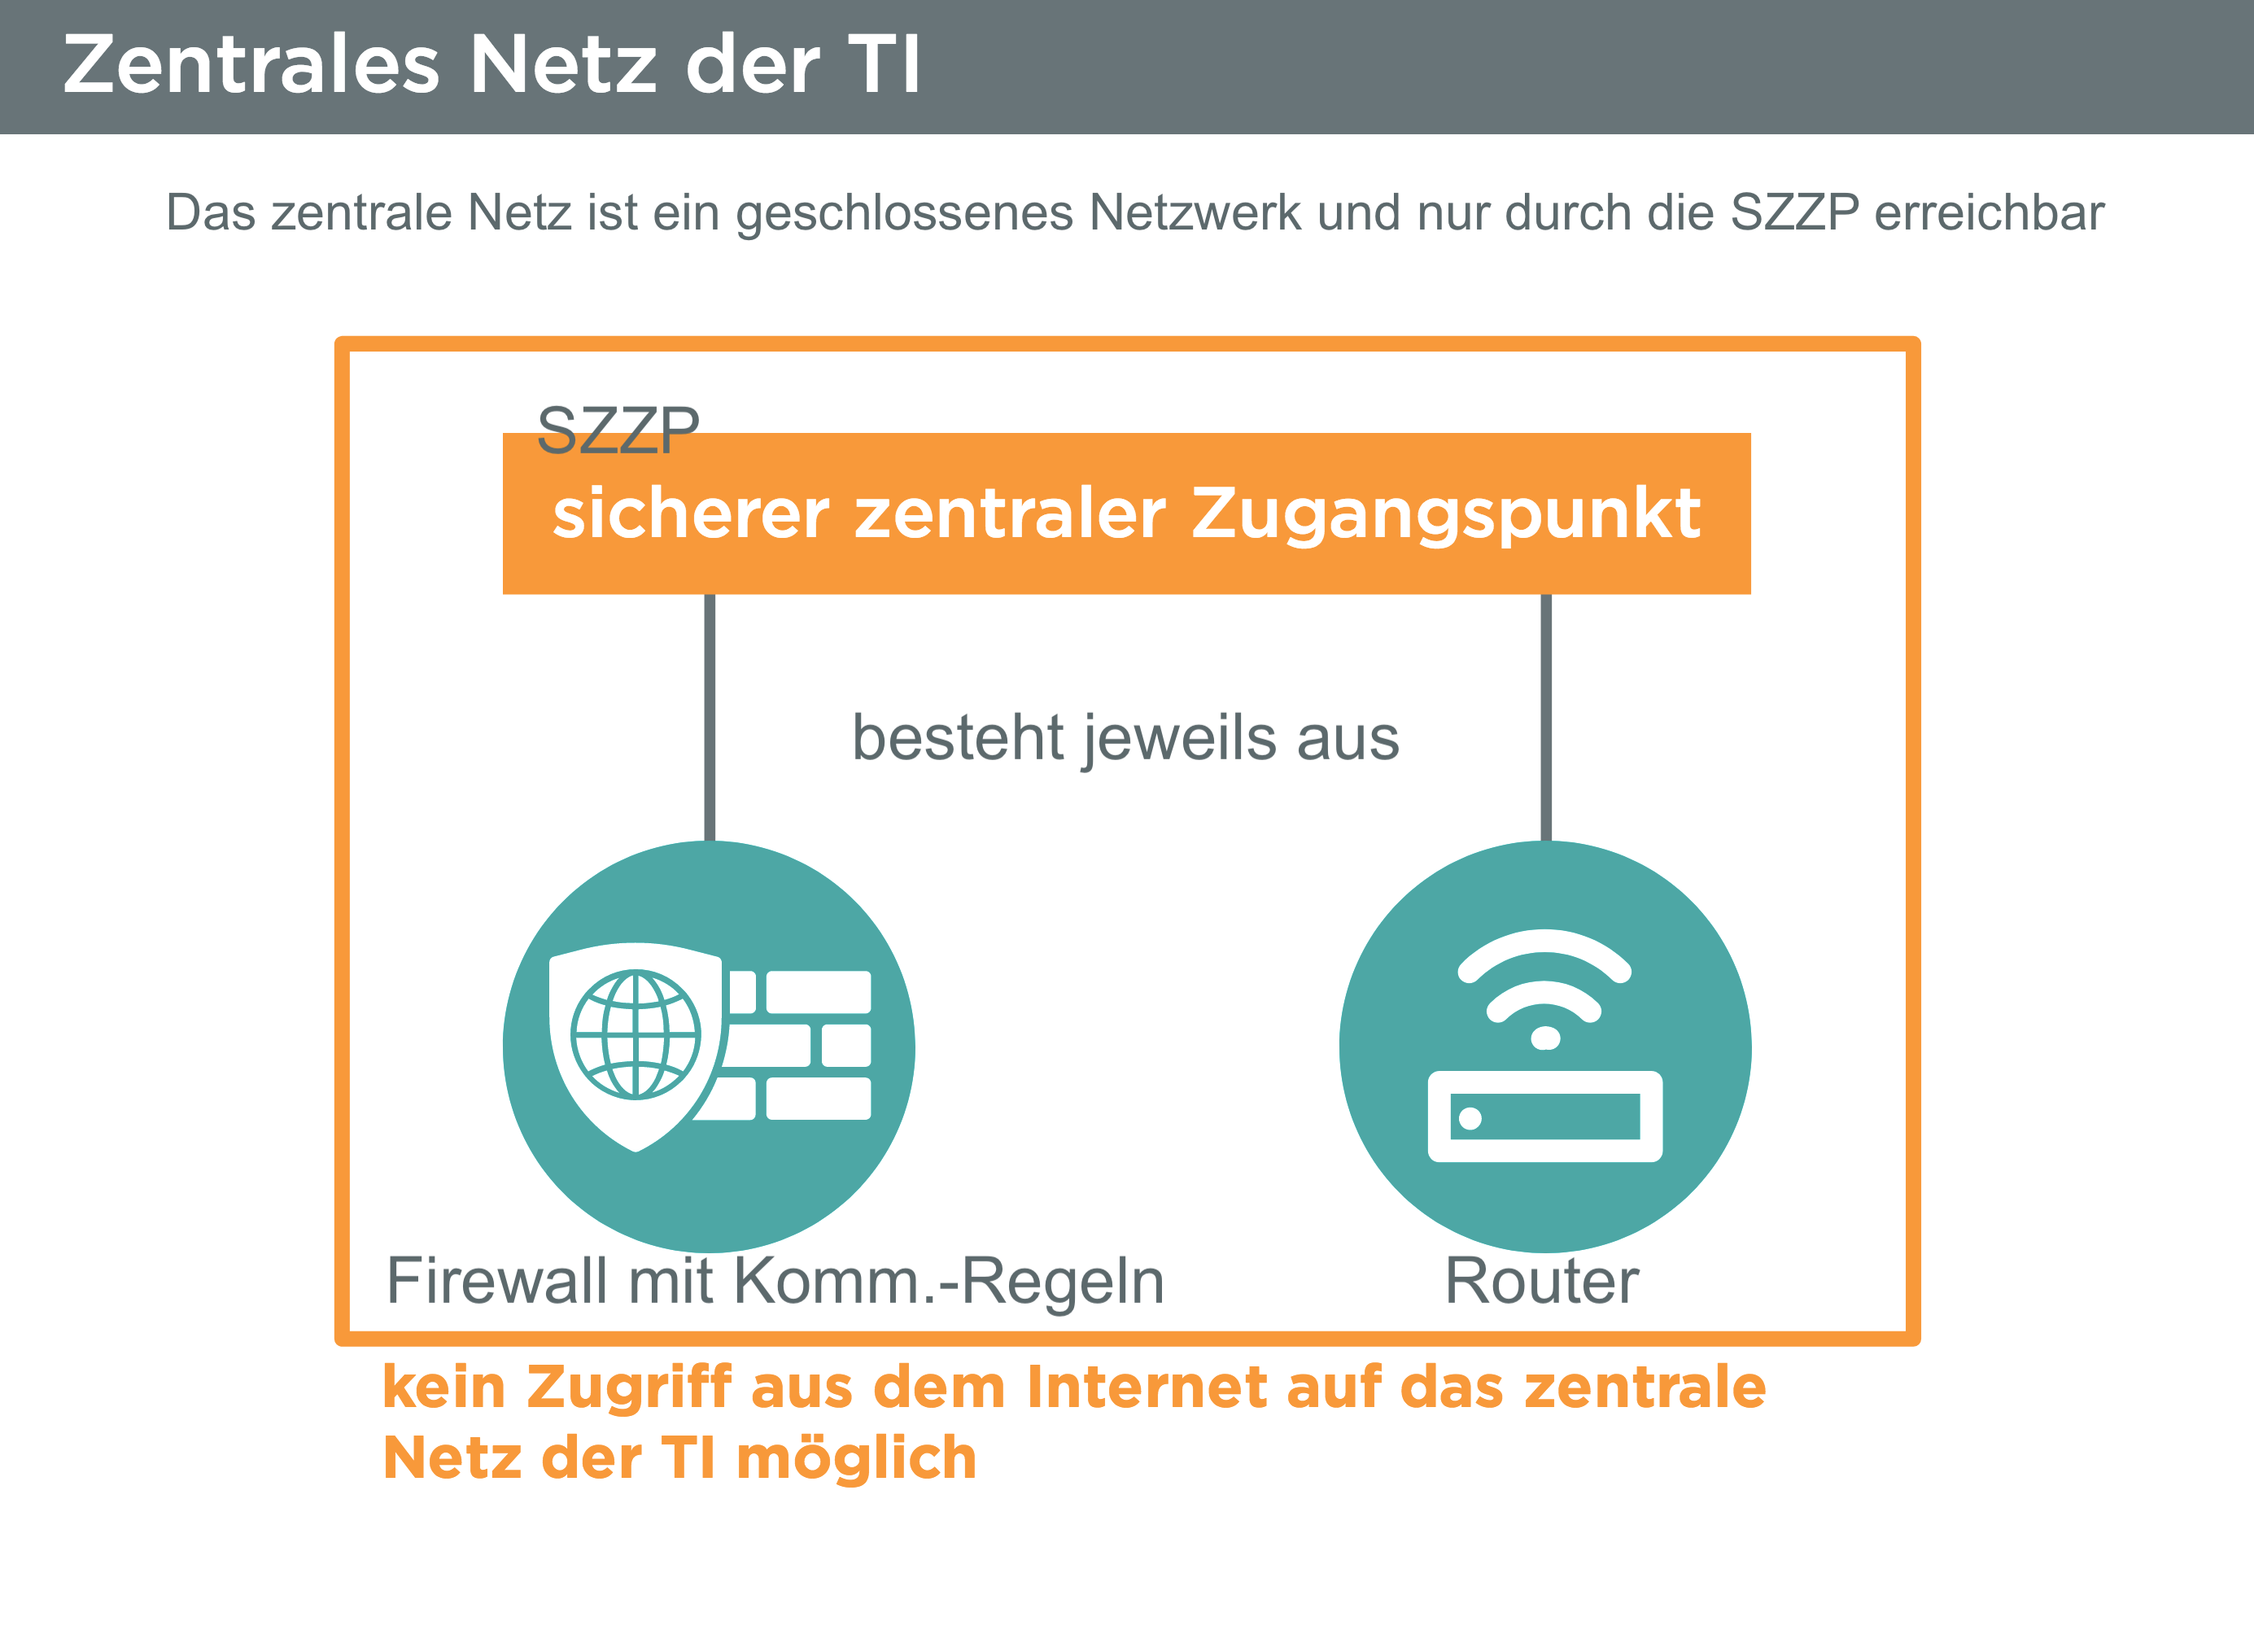 Zentrales Netz der TI
Das zentrale Netz ist ein geschlossenes Netzwerk und nur durch die SZZP erreichbar
SZZP
sicherer zentraler Zugangspunkt
besteht jeweils aus
Firewall mit Komm.-Regeln
Router
kein Zugriff aus dem Internet auf das zentrale
Netz der TI möglich